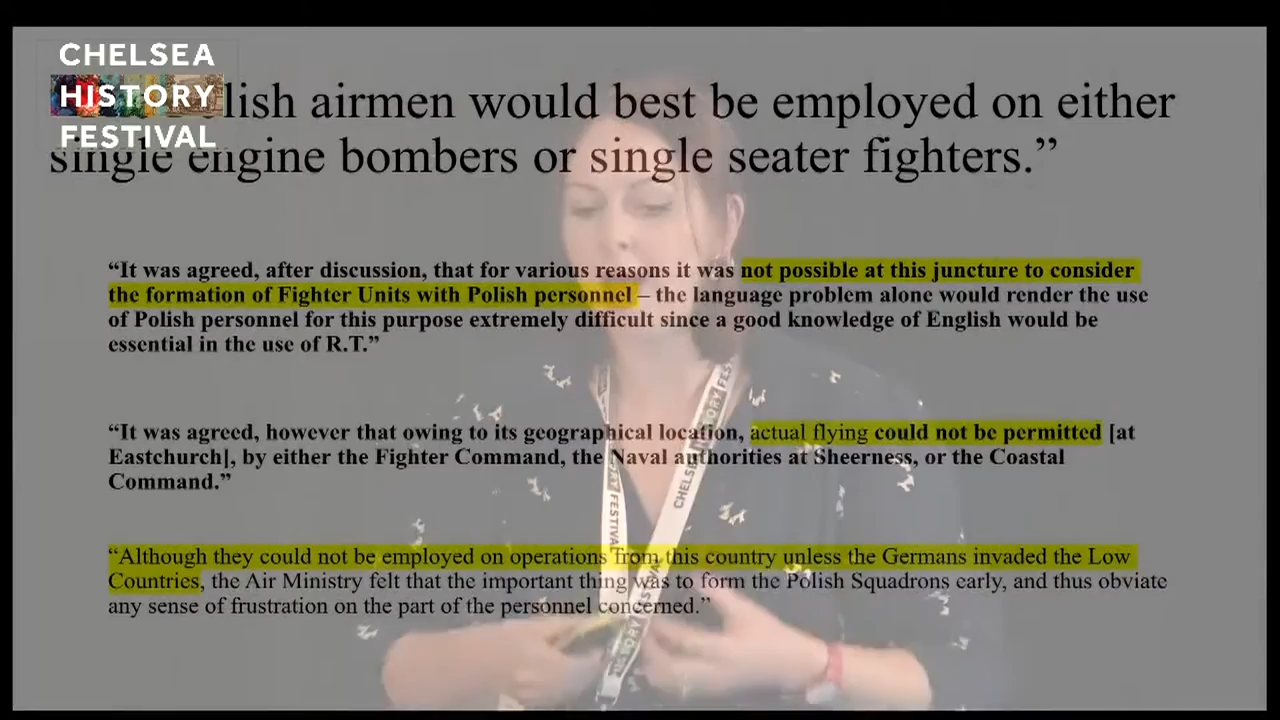 CHELSEA
HISTORY
FESTIVAL
lish airmen would best be employed on either
single engine bombers or single seater fighters.”
“It was agreed, after discussion, that for various reasons it was not possible at this juncture to consider
the formation of Fighter Units with Polish personnel – the language problem alone would render the use
of Polish personnel for this purpose extremely difficult since a good knowledge of English would be
essential in the use of R.T.”
“It was agreed, however that owing to its geographical location, actual flying could not be permitted [at
Eastchurch], by either the Fighter Command, the Naval authorities at Sheerness, or the Coastal
Command.”
“Although they could not be employed on operations from this country unless the Germans invaded the Low
Countries, the Air Ministry felt that the important thing was to form the Polish Squadrons early, and thus obviate
any sense of frustration on the part of the personnel concerned.”